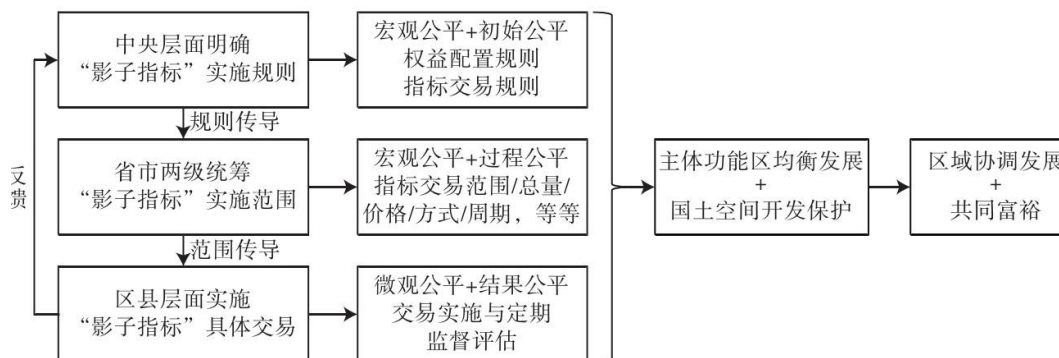 中央层面明确
“影子指标”实施规则
宏观公平+初始公平
权益配置规则
指标交易规则
规则传导
反馈
省市两级统筹
“影子指标”实施范围
宏观公平+过程公平
指标交易范围/总量/
价格/方式/周期，等等
范围传导
区县层面实施
“影子指标”具体交易
微观公平+结果公平
交易实施与定期
监督评估
主体功能区均衡发展
+
国土空间开发保护
区域协调发展
+
共同富裕